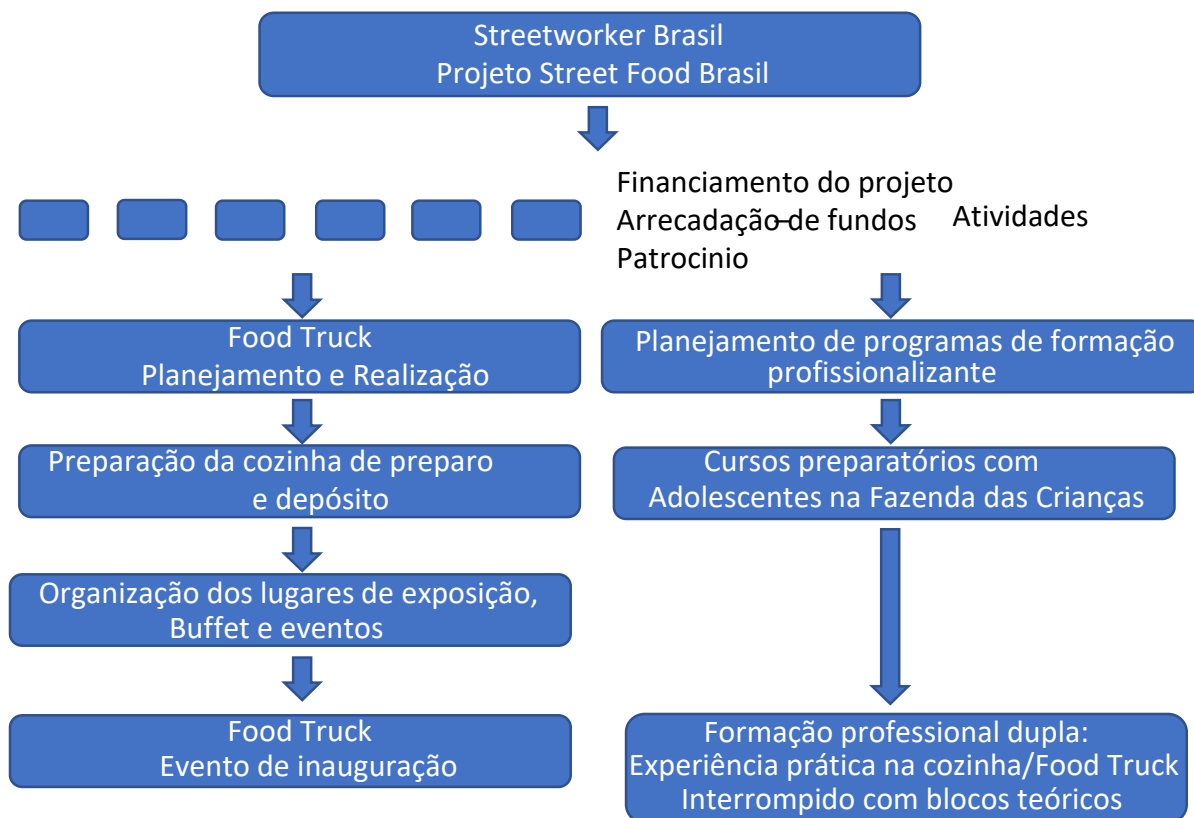 Streetworker Brasil
Projeto Street Food Brasil
Financiamento do projeto
Arrecadação de fundos
Patrocinio
– Atividades
Food Truck
Planejamento e Realização
Preparação da cozinha de preparo
e depósito
Organização dos lugares de exposição,
Buffet e eventos
Food Truck
Evento de inauguração
Planejamento de programas de formação
profissionalizante
Cursos preparatórios com
Adolescentes na Fazenda das Crianças
Formação professional dupla:
Experiência prática na cozinha/Food Truck
Interrompido com blocos teóricos